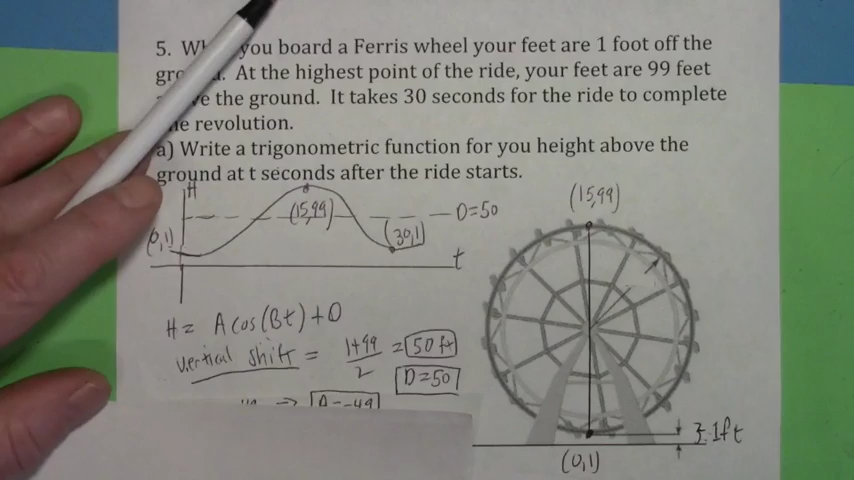 5. W you board a Ferris wheel your feet are 1 foot off the
gro d. At the highest point of the ride, your feet are 99 feet
ve the ground. It takes 30 seconds for the ride to complete
e revolution.
a) Write a trigonometric function for you height above the
ground at t seconds after the ride starts.
H
(15,99)
D=50
(0,1)
(30,1)
t
(15,99)
H = A cos(Bt)+D
vertical shift = 1+99/2 = 50 ft
D=50
⇒ A=-49
1ft
(0,1)